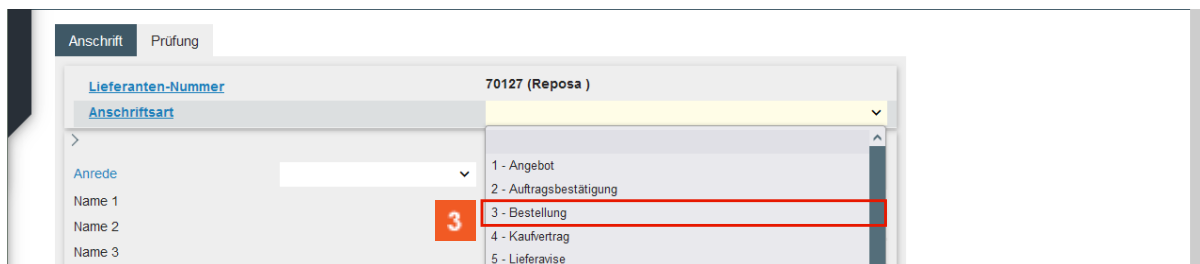 Anschrift Prüfung
Lieferanten-Nummer 70127 (Reposa )
Anschriftsart
Anrede
1 - Angebot
2 - Auftragsbestätigung
Name 1
3 3 - Bestellung
Name 2
4 - Kaufvertrag
Name 3
5 - Lieferavise